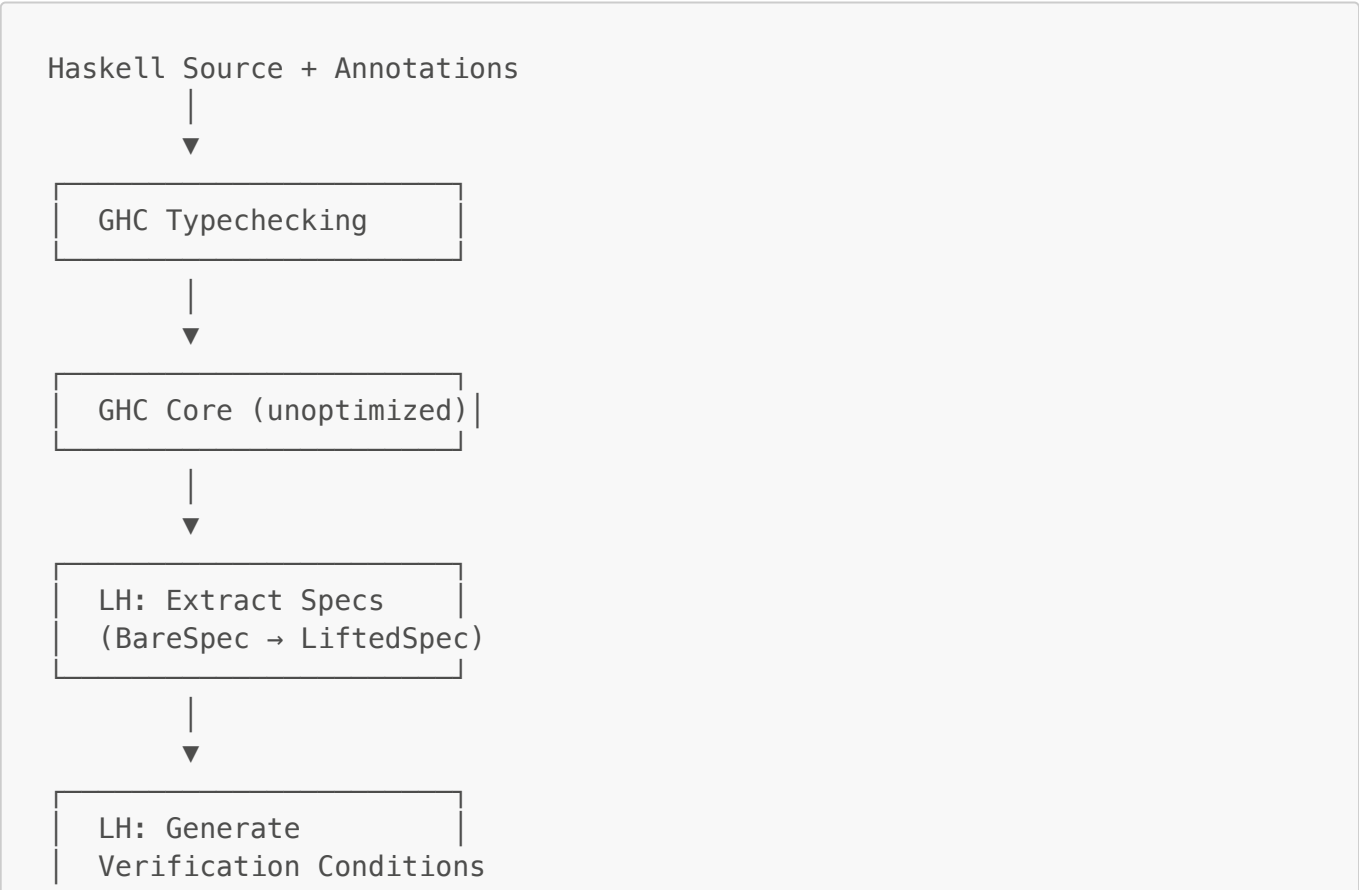 Haskell Source + Annotations
│
▼
┌─────────────────────┐
│  GHC Typechecking     │
└─────────────────────┘
│
▼
┌─────────────────────┐
│  GHC Core (unoptimized)│
└─────────────────────┘
│
▼
┌─────────────────────┐
│  LH: Extract Specs    │
│  (BareSpec → LiftedSpec)
└─────────────────────┘
│
▼
┌─────────────────────┐
│  LH: Generate         │
│  Verification Conditions